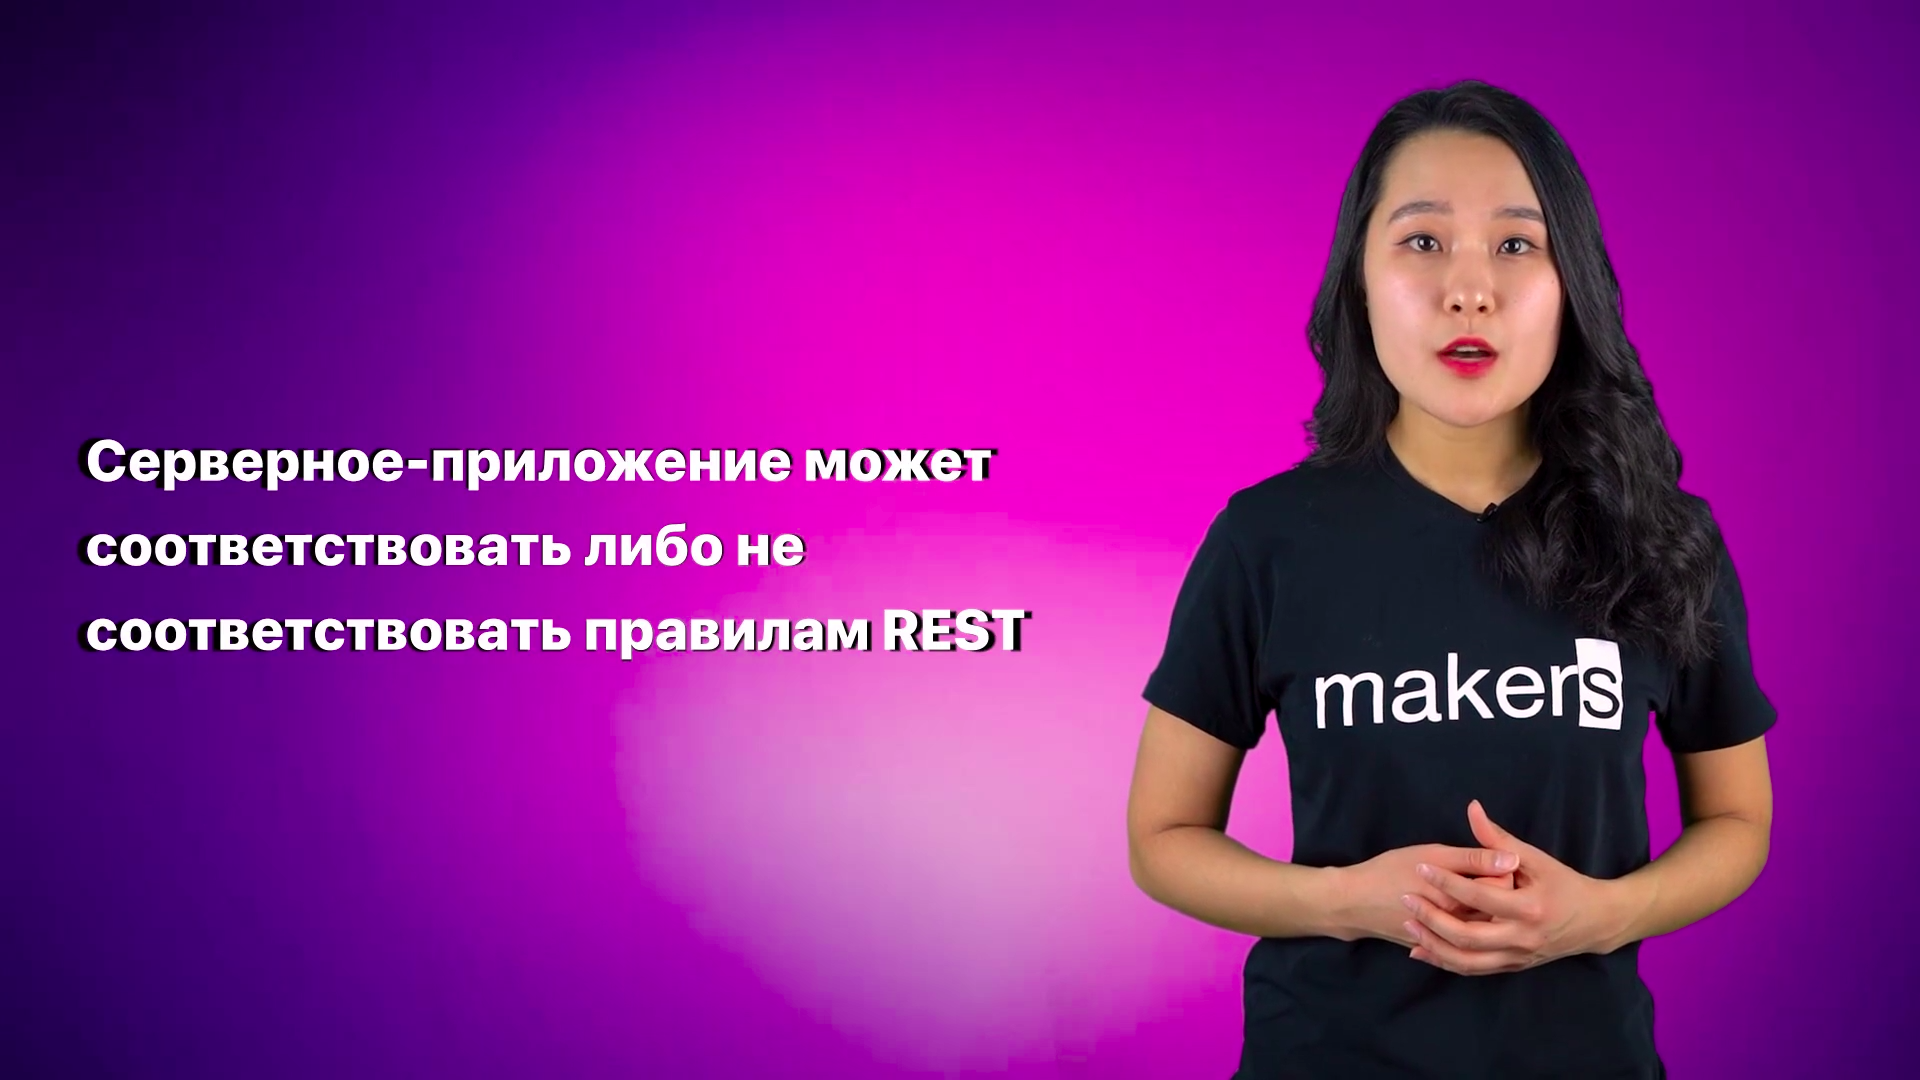 Серверное-приложение может
соответствовать либо не
соответствовать правилам REST
makers